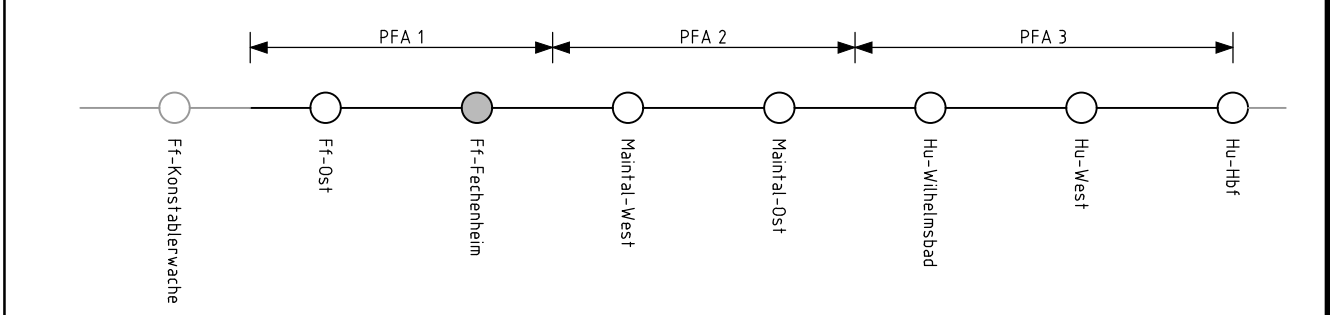 PFA 1
PFA 2
PFA 3
Ff-Konstablerwache
Ff-Ost
Ff-Fechenheim
Maintal-West
Maintal-Ost
Hu-Wilhelmsbad
Hu-West
Hu-Hbf